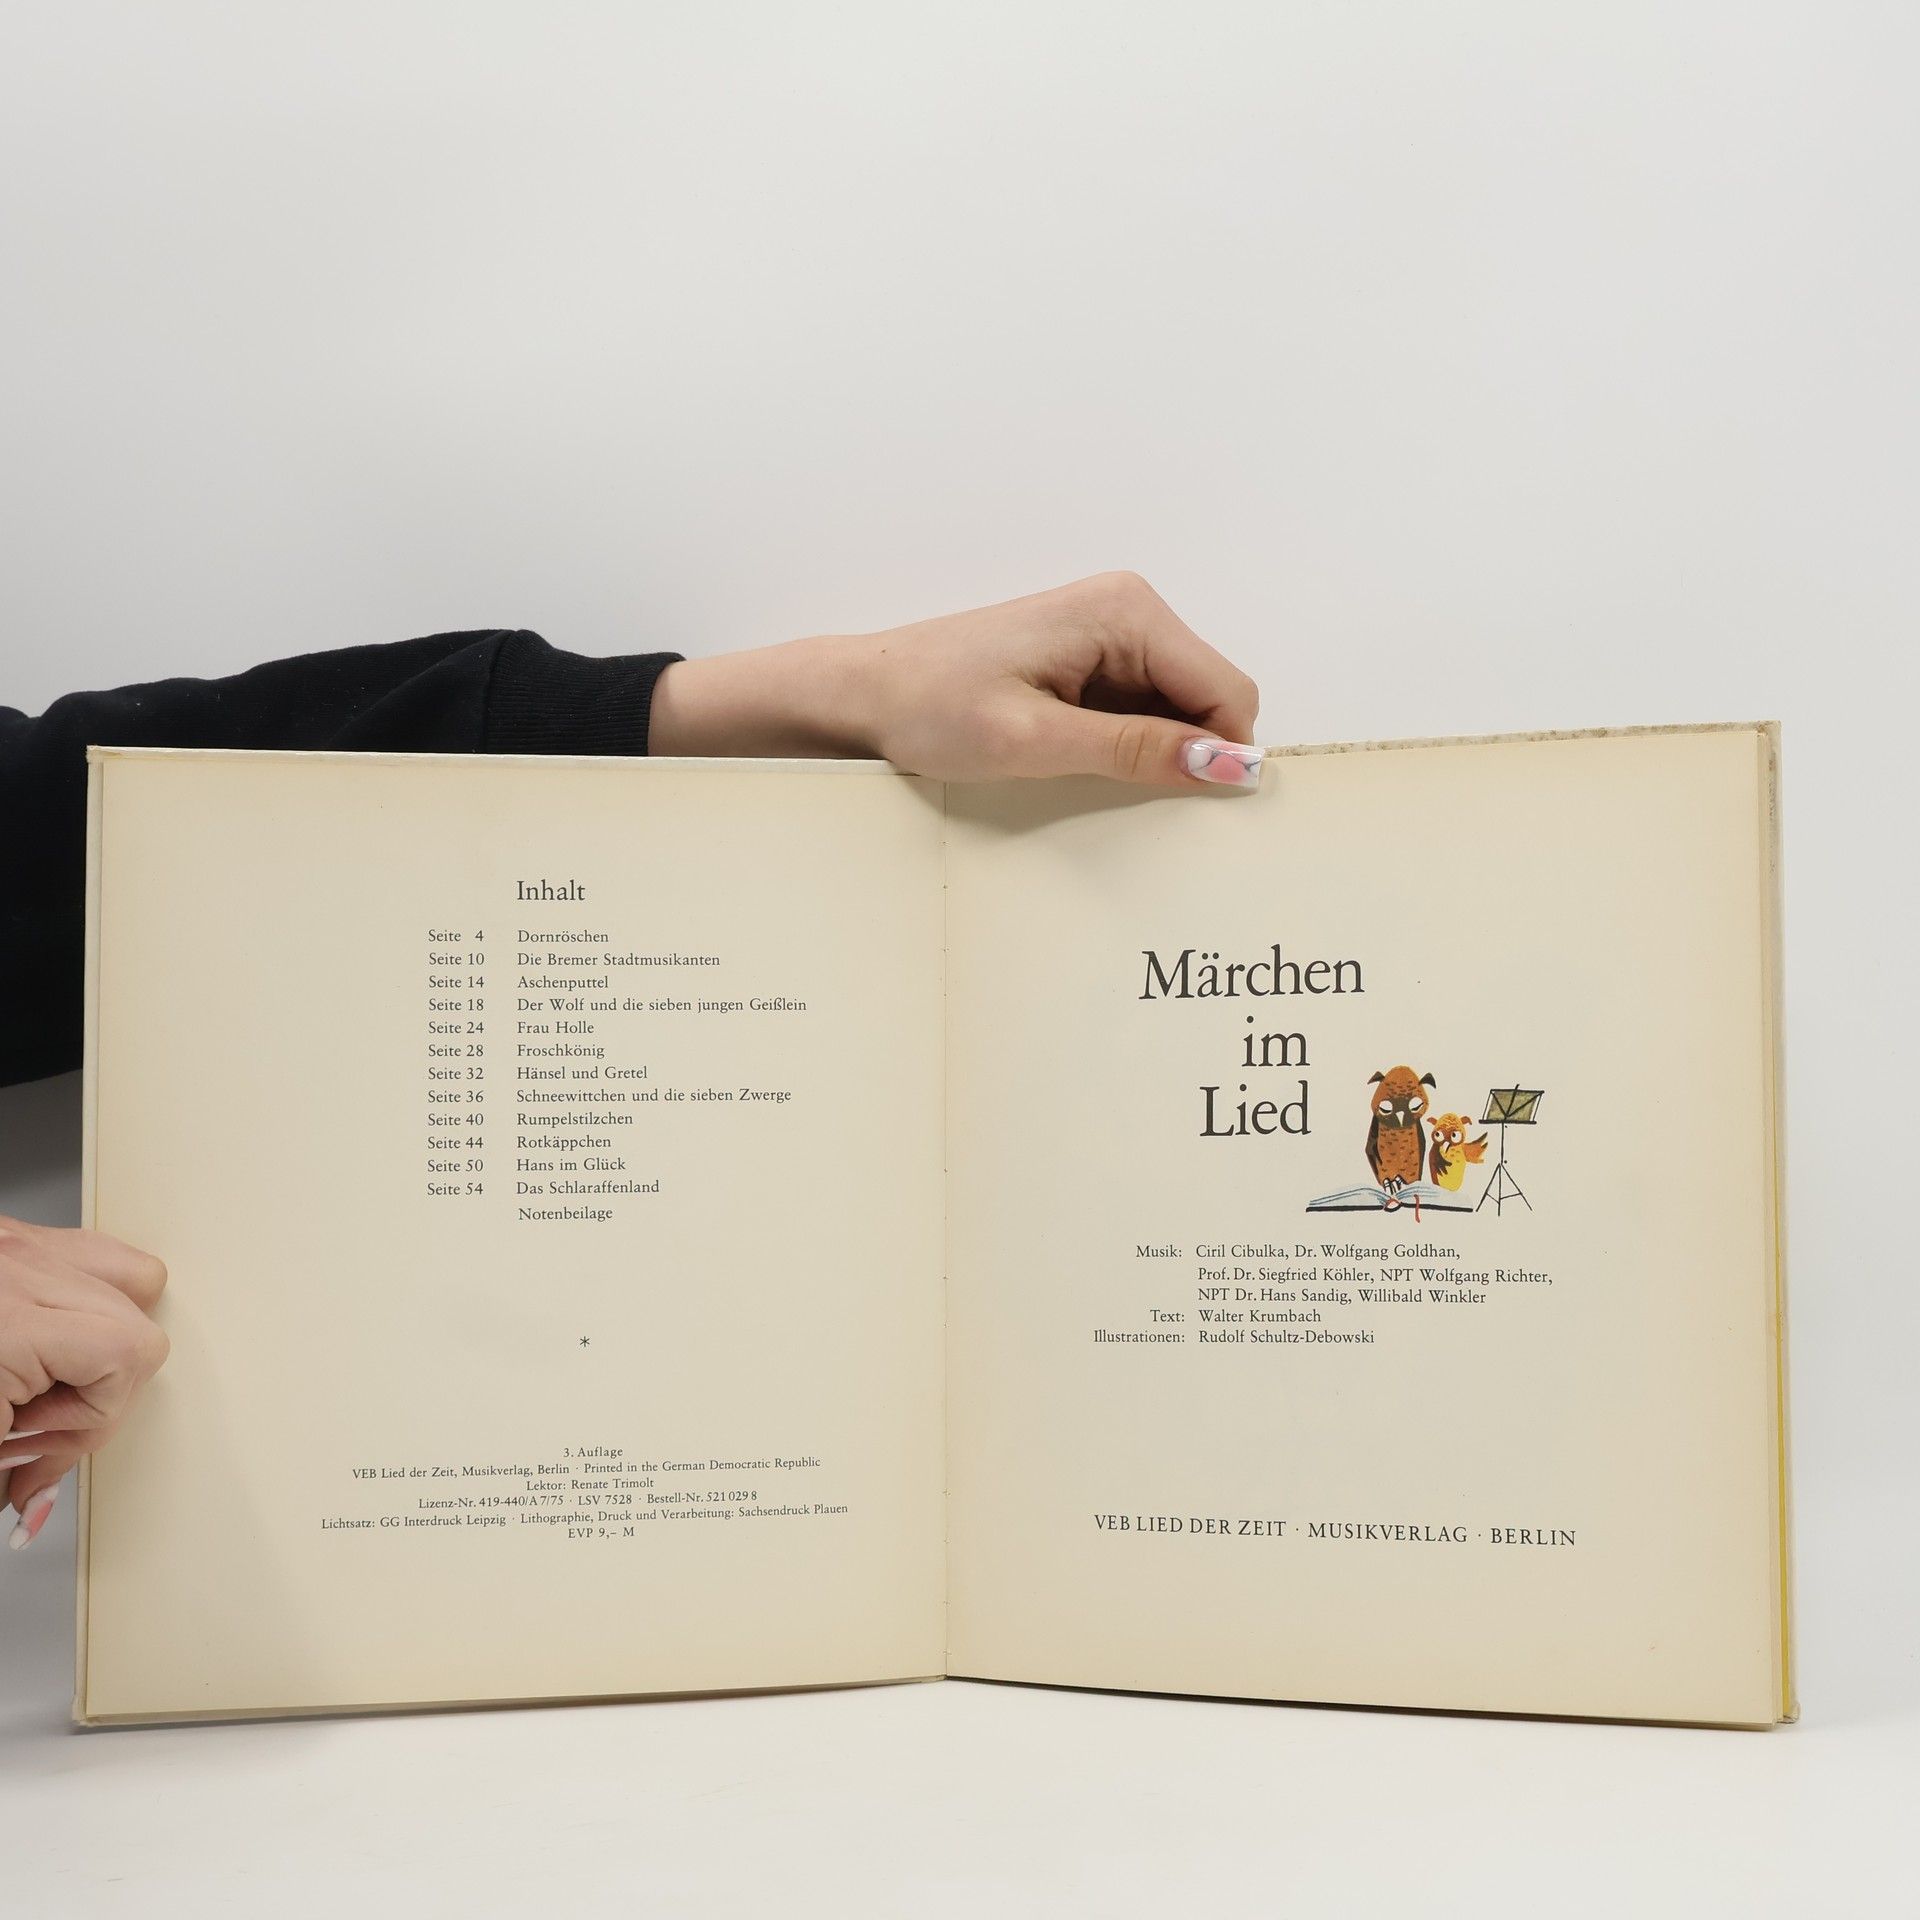 Inhalt
Seite 4 Dornröschen
Seite 10 Die Bremer Stadtmusikanten
Seite 14 Aschenputtel
Seite 18 Der Wolf und die sieben jungen Geißlein
Seite 24 Frau Holle
Seite 28 Froschkönig
Seite 32 Hänsel und Gretel
Seite 36 Schneewittchen und die sieben Zwerge
Seite 40 Rumpelstilzchen
Seite 44 Rotkäppchen
Seite 50 Hans im Glück
Seite 54 Das Schlaraffenland
Notenbeilage
*
3. Auflage
VEB Lied der Zeit, Musikverlag, Berlin · Printed in the German Democratic Republic
Lektor: Renate Trimolt
Lizenz-Nr. 419-440/A 7/75 · LSV 7528 · Bestell-Nr. 521 029 8
Lichtsatz: GG Interdruck Leipzig · Lithographie, Druck und Verarbeitung: Sachsendruck Plauen
EVP 9,– M
Märchen
im
Lied
Musik: Ciril Cibulka, Dr. Wolfgang Goldhan,
Prof. Dr. Siegfried Köhler, NPT Wolfgang Richter,
NPT Dr. Hans Sandig, Willibald Winkler
Text: Walter Krumbach
Illustrationen: Rudolf Schultz-Debowski
VEB LIED DER ZEIT · MUSIKVERLAG · BERLIN